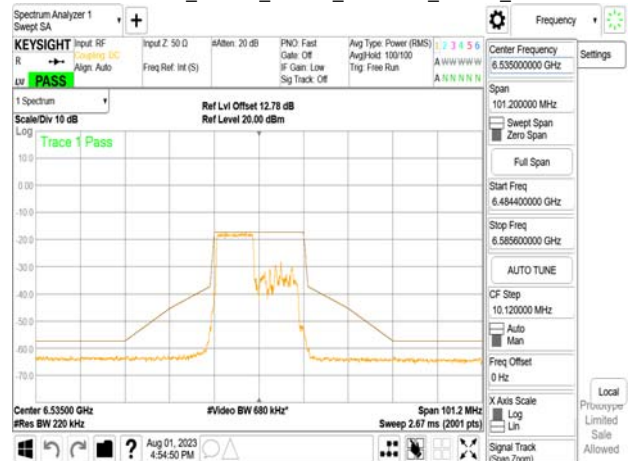 Spectrum Analyzer 1
Swept SA
+
Frequency
KEYSIGHT Input: RF
R
Coupling: DC
Align: Auto
LW PASS
Input Z: 50 Ω
Freq Ref: Int (S)
#Atten: 20 dB
PNO: Fast
Gate: Off
IF Gain: Low
Sig Track: Off
Avg Type: Power (RMS)
Avg|Hold: 100/100
Trig: Free Run
1 2 3 4 5 6
A W W W W W
A N N N N N
Center Frequency
6.535000000 GHz
Settings
Span
101.200000 MHz
Swept Span
Zero Span
Full Span
Start Freq
6.484400000 GHz
Stop Freq
6.585600000 GHz
AUTO TUNE
CF Step
10.120000 MHz
Auto
Man
Freq Offset
0 Hz
X Axis Scale
Log
Lin
Signal Track
(Span Zoom)
Local
Prototype
Limited
Sale
Allowed
1 Spectrum
Scale/Div 10 dB
Log
Ref Lvl Offset 12.78 dB
Ref Level 20.00 dBm
Trace 1 Pass
10.0
0.00
-10.0
-20.0
-30.0
-40.0
-50.0
-60.0
-70.0
Center 6.53500 GHz
#Res BW 220 kHz
#Video BW 680 kHz*
Span 101.2 MHz
Sweep 2.67 ms (2001 pts)
?
Aug 01, 2023
4:54:50 PM